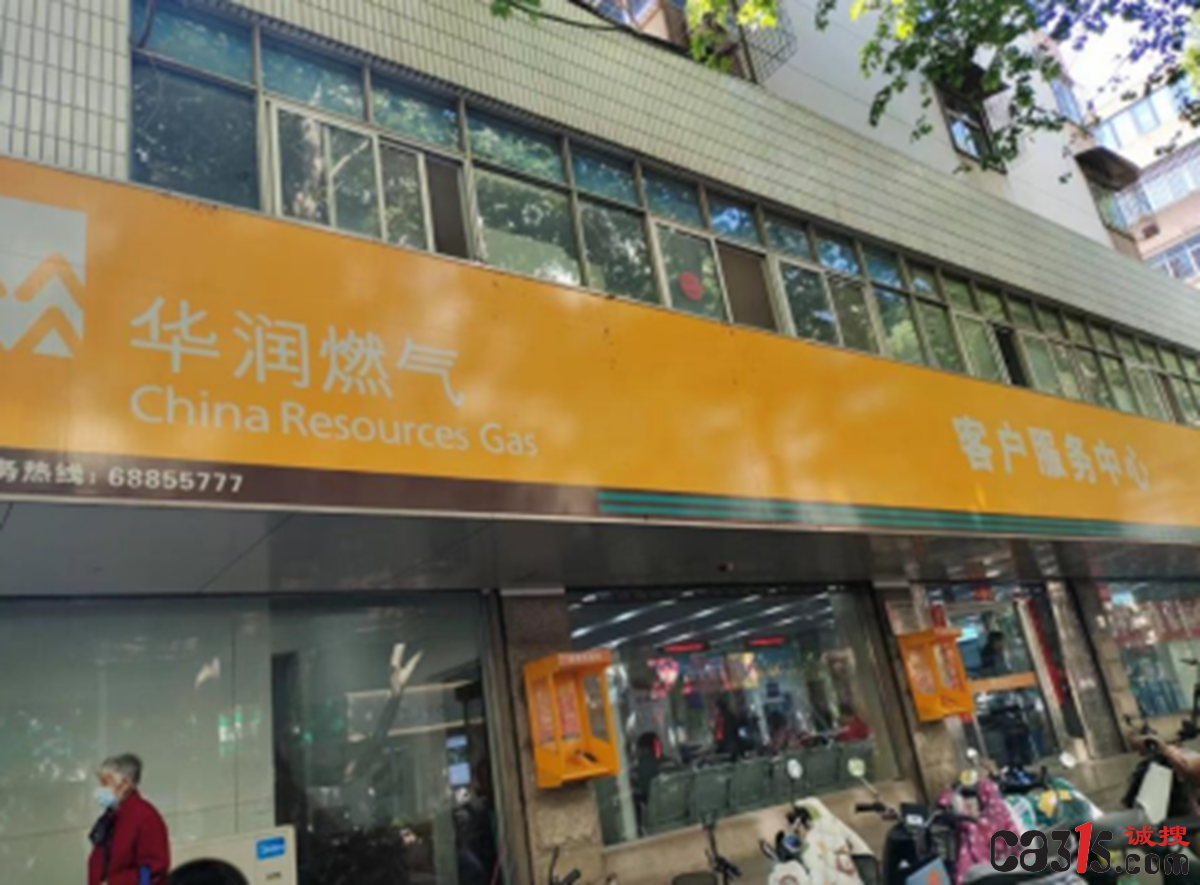 华润燃气
China Resources Gas
客户服务中心
务热线：68855777
Midea
ca315.com
诚搜